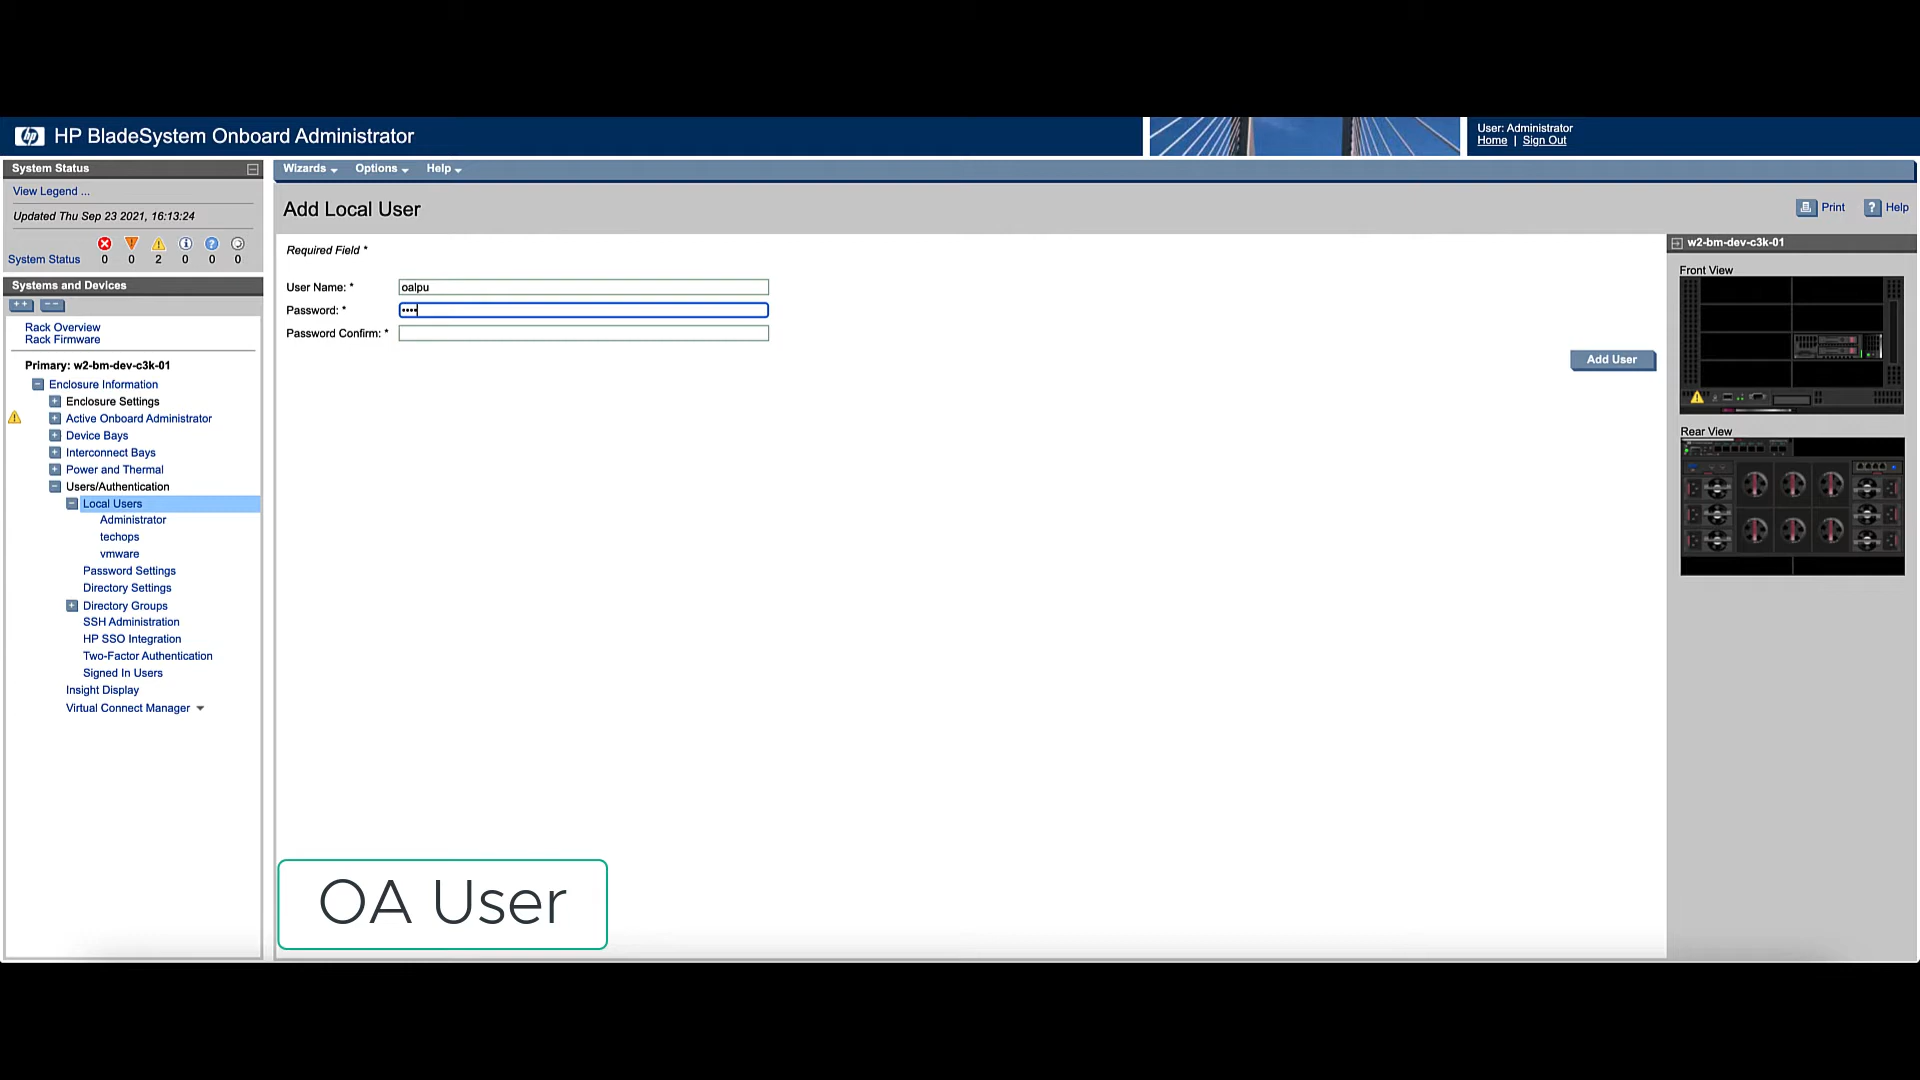 HP BladeSystem Onboard Administrator
User: Administrator
Home | Sign Out
System Status
View Legend ...
Updated Thu Sep 23 2021, 16:13:24
System Status 0 0 2 0 0 0
Systems and Devices
Rack Overview
Rack Firmware
Primary: w2-bm-dev-c3k-01
Enclosure Information
Enclosure Settings
Active Onboard Administrator
Device Bays
Interconnect Bays
Power and Thermal
Users/Authentication
Local Users
Administrator
techops
vmware
Password Settings
Directory Settings
Directory Groups
SSH Administration
HP SSO Integration
Two-Factor Authentication
Signed In Users
Insight Display
Virtual Connect Manager
Wizards Options Help
Add Local User
Print ? Help
Required Field *
User Name: * oalpu
Password: * ••••
Password Confirm: *
Add User
OA User
w2-bm-dev-c3k-01
Front View
Rear View